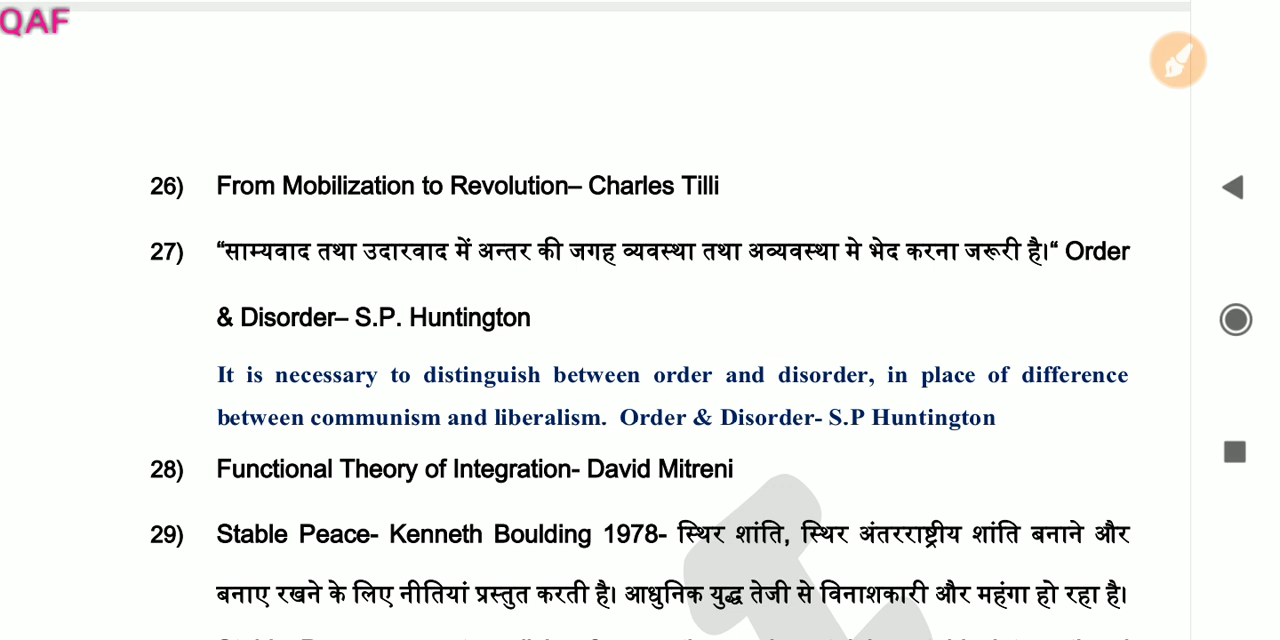 QAF
26) From Mobilization to Revolution– Charles Tilli
27) “साम्यवाद तथा उदारवाद में अन्तर की जगह व्यवस्था तथा अव्यवस्था मे भेद करना जरूरी है।“ Order
& Disorder– S.P. Huntington
It is necessary to distinguish between order and disorder, in place of difference
between communism and liberalism. Order & Disorder- S.P Huntington
28) Functional Theory of Integration- David Mitreni
29) Stable Peace- Kenneth Boulding 1978- स्थिर शांति, स्थिर अंतरराष्ट्रीय शांति बनाने और
बनाए रखने के लिए नीतियां प्रस्तुत करती है। आधुनिक युद्ध तेजी से विनाशकारी और महंगा हो रहा है।